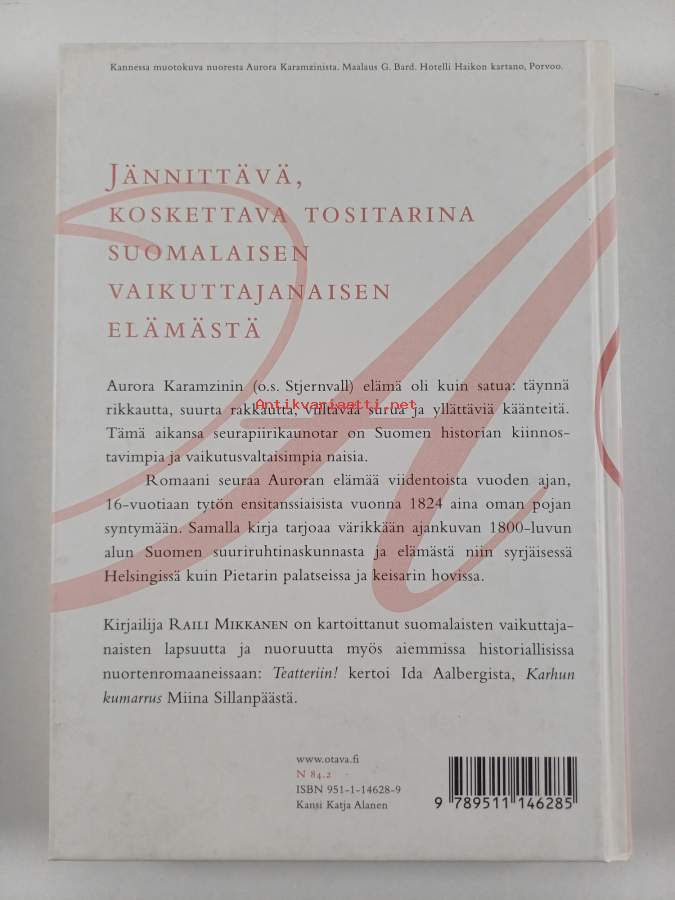 Kannessa muotokuva nuoresta Aurora Karamzinista. Maalaus G. Bard. Hotelli Haikon kartano, Porvoo.
JÄNNITTÄVÄ,
KOSKETTAVA TOSITARINA
SUOMALAISEN
VAIKUTTAJANAISEN
ELÄMÄSTÄ
Aurora Karamzinin (o.s. Stjernvall) elämä oli kuin satua: täynnä
Antikvariaatti.net
rikkautta, suurta rakkautta, viiltävää surua ja yllättäviä käänteitä.
Tämä aikansa seurapiirikaunotar on Suomen historian kiinnos-
tavimpia ja vaikutusvaltaisimpia naisia.
Romaani seuraa Auroran elämää viidentoista vuoden ajan,
16-vuotiaan tytön ensitanssiaisista vuonna 1824 aina oman pojan
syntymään. Samalla kirja tarjoaa värikkään ajankuvan 1800-luvun
alun Suomen suuriruhtinaskunnasta ja elämästä niin syrjäisessä
Helsingissä kuin Pietarin palatseissa ja keisarin hovissa.
Kirjailija RAILI MIKKANEN on kartoittanut suomalaisten vaikuttaja-
naisten lapsuutta ja nuoruutta myös aiemmissa historiallisissa
nuortenromaaneissaan: Teatteriin! kertoi Ida Aalbergista, Karhun
kumarrus Miina Sillanpäästä.
www.otava.fi
N 84.2
ISBN 951-1-14628-9
Kansi Katja Alanen
9 789511 146285